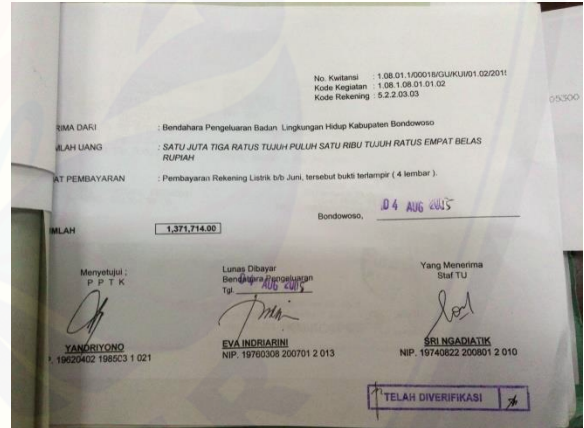 No. Kwitansi : 1.08.01.1/00016/GU/KUI/01.02/201
Kode Kegiatan : 1.08.1.08.01.01.02
Kode Rekening : 5.2.2.03.03
05300
RIMA DARI : Bendahara Pengeluaran Badan Lingkungan Hidup Kabupaten Bondowoso
MLAH UANG : SATU JUTA TIGA RATUS TUJUH PULUH SATU RIBU TUJUH RATUS EMPAT BELAS
RUPIAH
AT PEMBAYARAN : Pembayaran Rekening Listrik b/b Juni, tersebut bukti terlampir ( 4 lembar ).
Bondowoso, 04 AUG 2015
MLAH 1,371,714.00
Menyetujui ; Lunas Dibayar Yang Menerima
P P T K Bendahara Pengeluaran Staf TU
Tgl. 04 AUG 2015
YANDRIYONO EVA INDRIARINI SRI NGADIATIK
P. 19620402 198503 1 021 NIP. 19760308 200701 2 013 NIP. 19740822 200801 2 010
TELAH DIVERIFIKASI